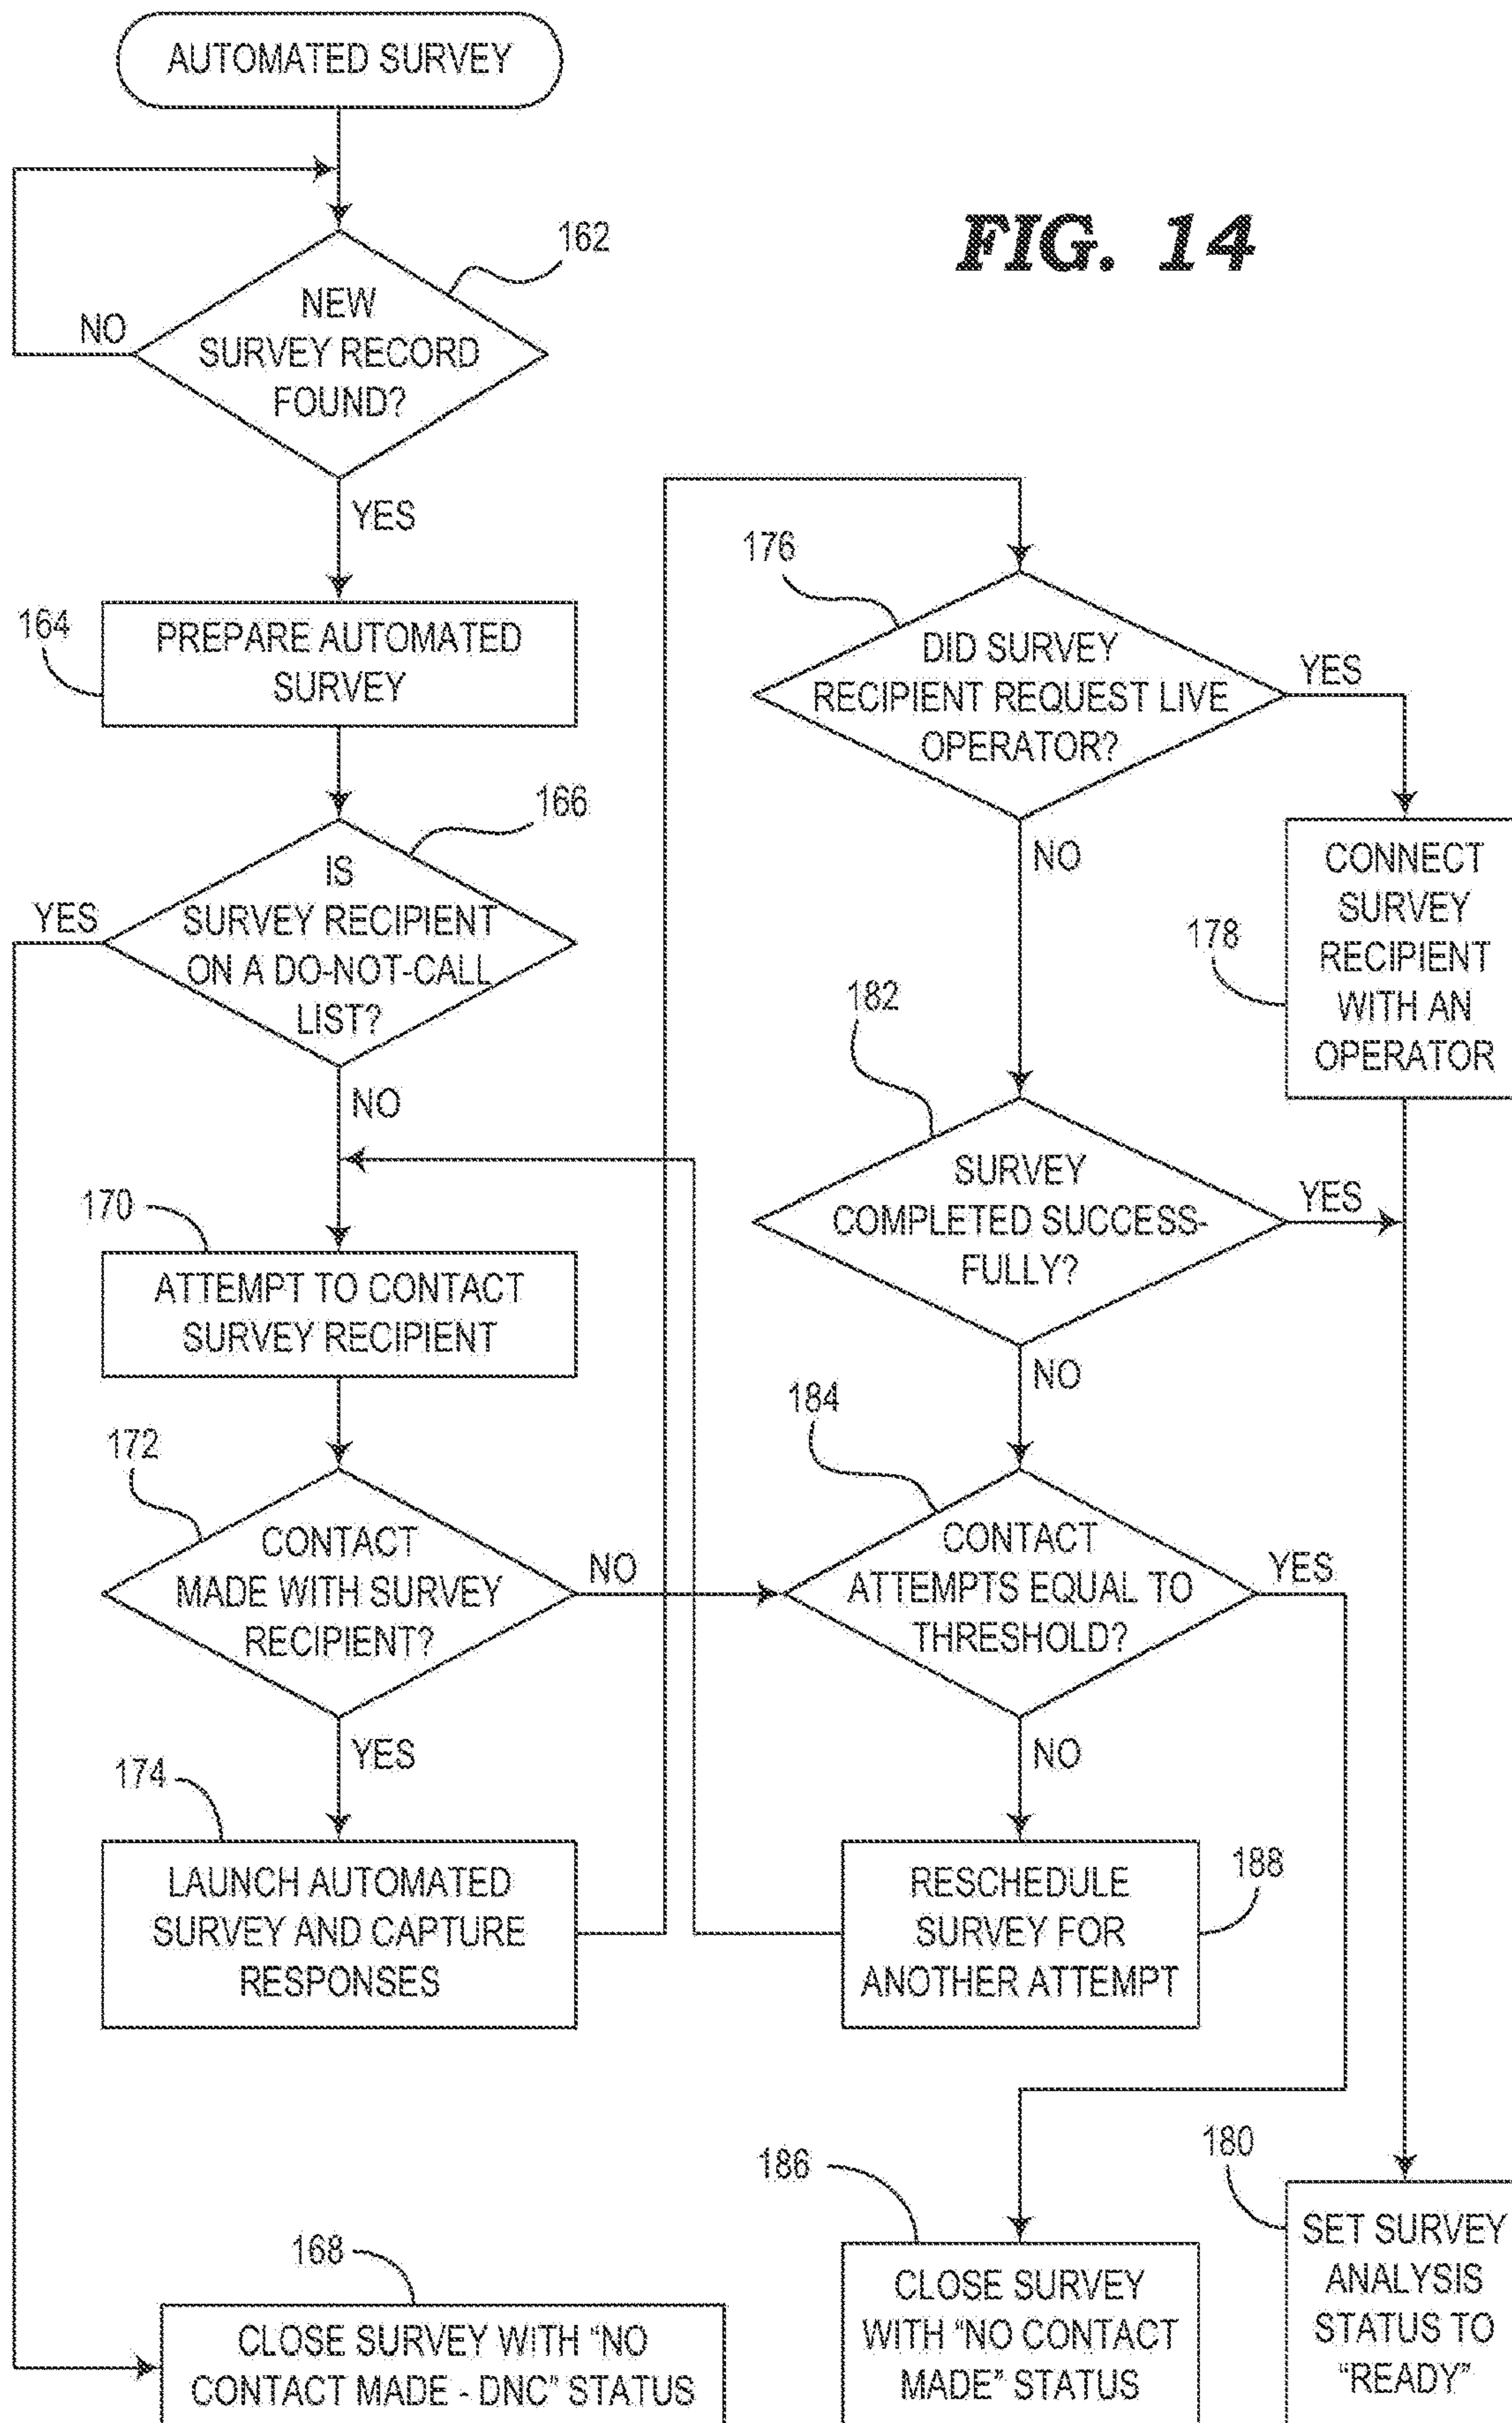 AUTOMATED SURVEY
FIG. 14
162
NEW
SURVEY RECORD
FOUND?
NO
YES
164
PREPARE AUTOMATED
SURVEY
166
IS
SURVEY RECIPIENT
ON A DO-NOT-CALL
LIST?
YES
NO
170
ATTEMPT TO CONTACT
SURVEY RECIPIENT
172
CONTACT
MADE WITH SURVEY
RECIPIENT?
NO
YES
174
LAUNCH AUTOMATED
SURVEY AND CAPTURE
RESPONSES
176
DID SURVEY
RECIPIENT REQUEST LIVE
OPERATOR?
YES
NO
178
CONNECT
SURVEY
RECIPIENT
WITH AN
OPERATOR
182
SURVEY
COMPLETED SUCCESS-
FULLY?
YES
NO
184
CONTACT
ATTEMPTS EQUAL TO
THRESHOLD?
YES
NO
188
RESCHEDULE
SURVEY FOR
ANOTHER ATTEMPT
168
CLOSE SURVEY WITH “NO
CONTACT MADE - DNC” STATUS
186
CLOSE SURVEY
WITH “NO CONTACT
MADE” STATUS
180
SET SURVEY
ANALYSIS
STATUS TO
“READY”